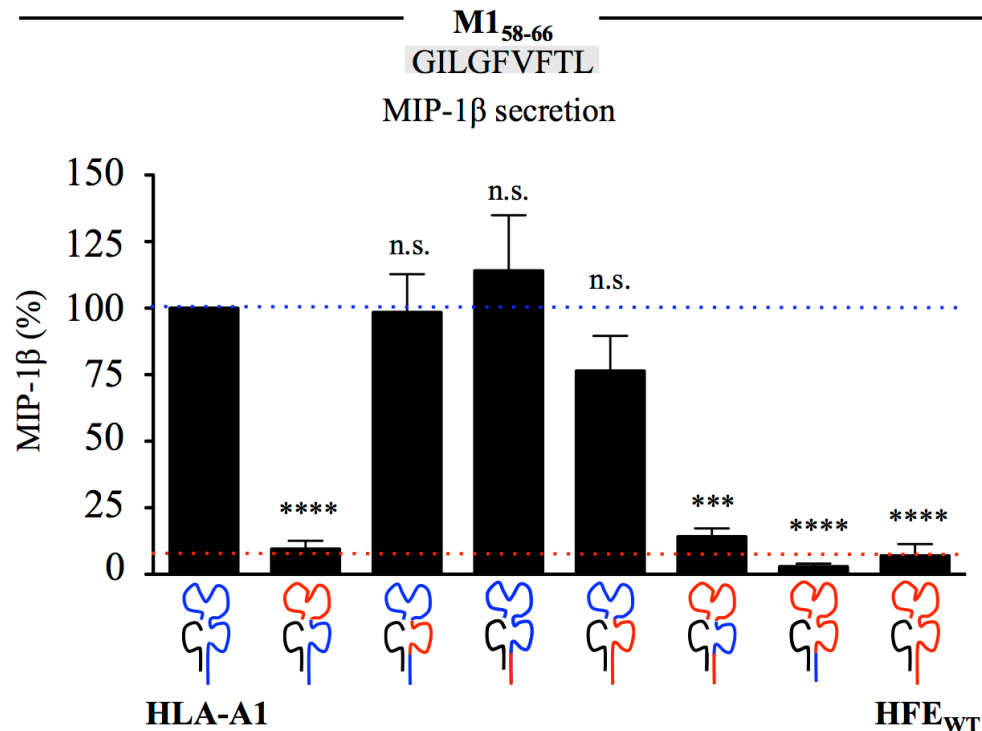 M1₅₈₋₆₆
GILGFVFTL
MIP-1β secretion
MIP-1β (%)
150
125
100
75
50
25
0
****
n.s.
n.s.
n.s.
***
****
****
HLA-A1
HFE_WT